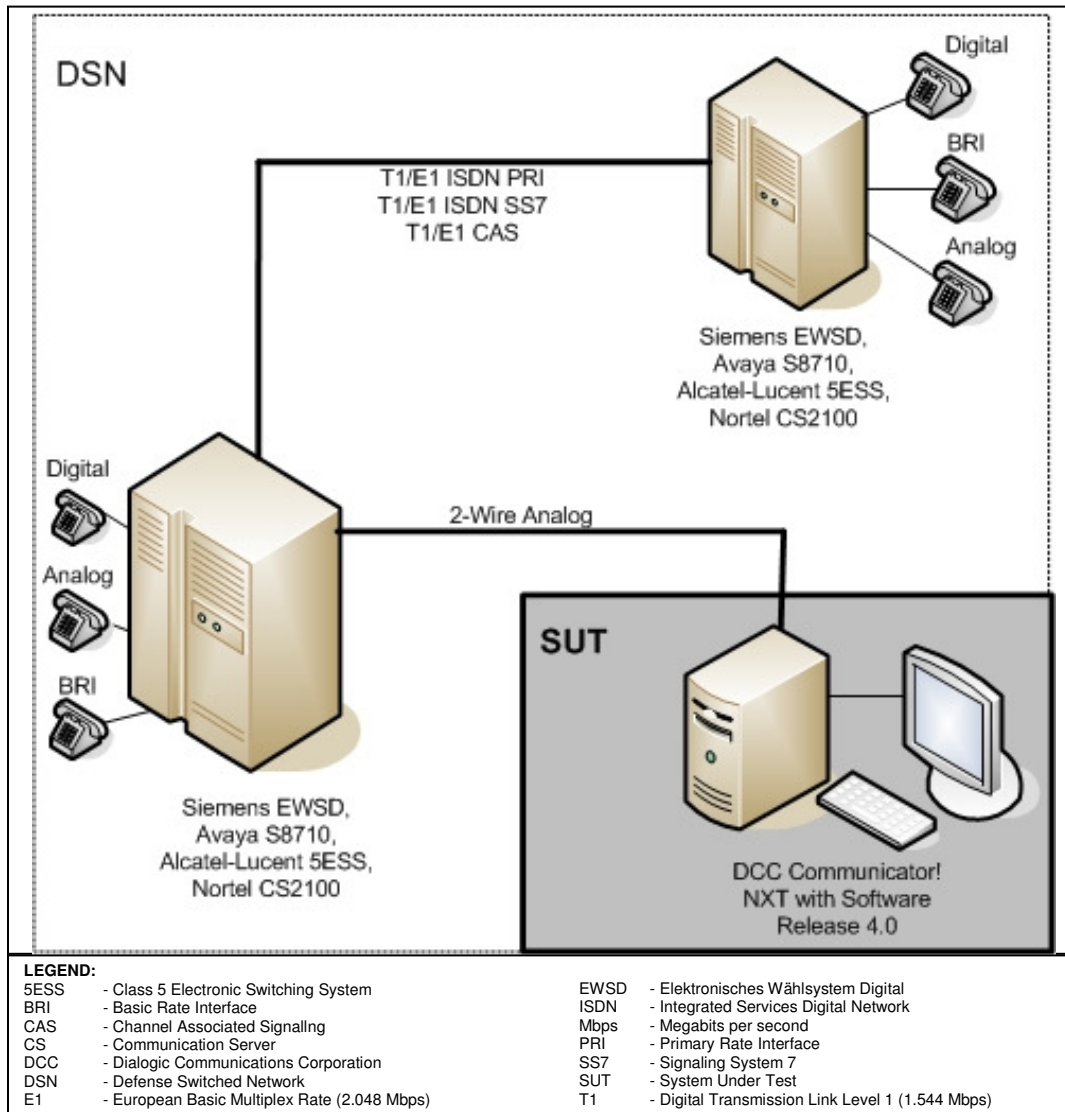 DSN
Digital
BRI
Analog
T1/E1 ISDN PRI
T1/E1 ISDN SS7
T1/E1 CAS
Siemens EWSD,
Avaya S8710,
Alcatel-Lucent 5ESS,
Nortel CS2100
Digital
Analog
BRI
2-Wire Analog
Siemens EWSD,
Avaya S8710,
Alcatel-Lucent 5ESS,
Nortel CS2100
SUT
DCC Communicator!
NXT with Software
Release 4.0
LEGEND:
5ESS - Class 5 Electronic Switching System
BRI - Basic Rate Interface
CAS - Channel Associated Signallng
CS - Communication Server
DCC - Dialogic Communications Corporation
DSN - Defense Switched Network
E1 - European Basic Multiplex Rate (2.048 Mbps)
EWSD - Elektronisches Wählsystem Digital
ISDN - Integrated Services Digital Network
Mbps - Megabits per second
PRI - Primary Rate Interface
SS7 - Signaling System 7
SUT - System Under Test
T1 - Digital Transmission Link Level 1 (1.544 Mbps)